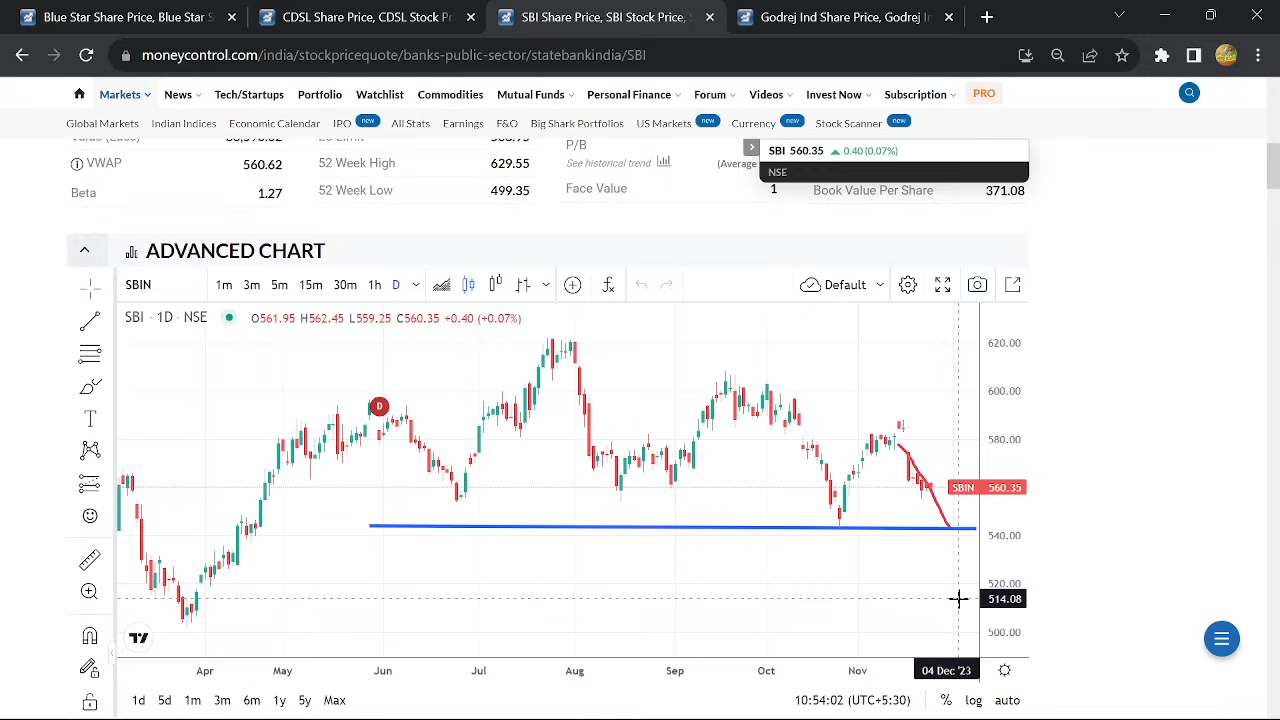 Blue Star Share Price, Blue Star S
CDSL Share Price, CDSL Stock P
SBI Share Price, SBI Stock Price,
Godrej Ind Share Price, Godrej I
moneycontrol.com/india/stockpricequote/banks-public-sector/statebankindia/SBI
Markets News Tech/Startups Portfolio Watchlist Commodities Mutual Funds Personal Finance Forum Videos Invest Now Subscription PRO
Global Markets Indian Indices Economic Calendar IPO new All Stats Earnings F&O Big Shark Portfolios US Markets new Currency new Stock Scanner new
P/B
See historical trend (Average
SBI 560.35 0.40 (0.07%)
NSE
VWAP 560.62 52 Week High 629.55
Beta 1.27 52 Week Low 499.35 Face Value 1 Book Value Per Share 371.08
ADVANCED CHART
SBIN 1m 3m 5m 15m 30m 1h D Default
SBI · 1D · NSE O561.95 H562.45 L559.25 C560.35 +0.40 (+0.07%)
620.00
600.00
D
580.00
SBIN 560.35
540.00
520.00
514.08
500.00
Apr May Jun Jul Aug Sep Oct Nov 04 Dec '23
1d 5d 1m 3m 6m 1y 5y Max 10:54:02 (UTC+5:30) % log auto